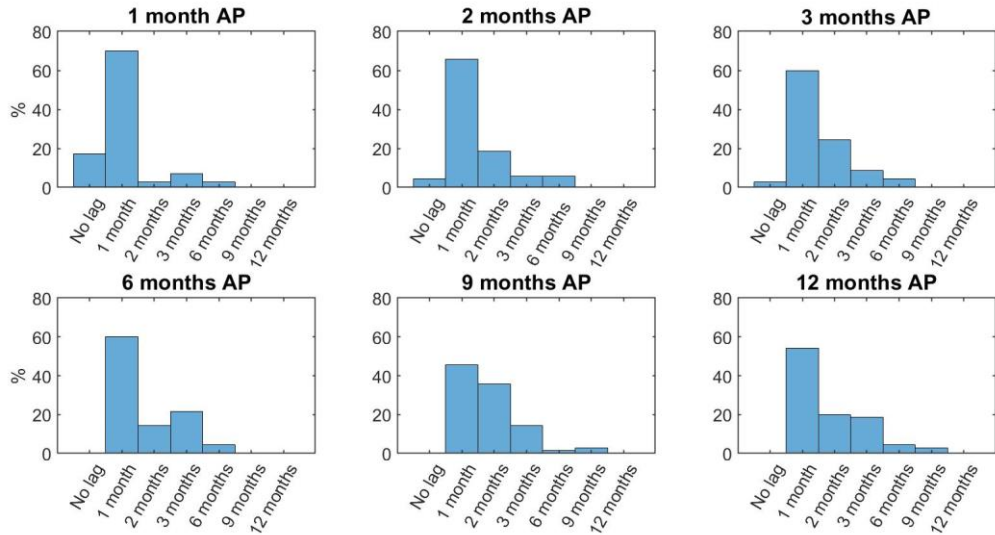 1 month AP
2 months AP
3 months AP
80
60
40
20
0
%
No lag
1 month
2 months
3 months
6 months
9 months
12 months
80
60
40
20
0
No lag
1 month
2 months
3 months
6 months
9 months
12 months
80
60
40
20
0
No lag
1 month
2 months
3 months
6 months
9 months
12 months
6 months AP
9 months AP
12 months AP
80
60
40
20
0
%
No lag
1 month
2 months
3 months
6 months
9 months
12 months
80
60
40
20
0
No lag
1 month
2 months
3 months
6 months
9 months
12 months
80
60
40
20
0
No lag
1 month
2 months
3 months
6 months
9 months
12 months